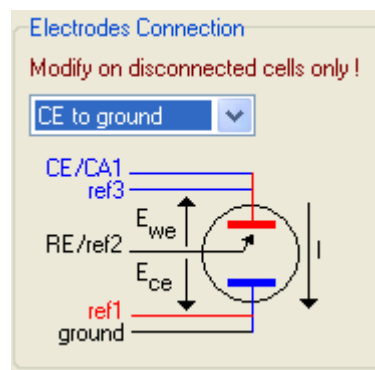 Electrodes Connection
Modify on disconnected cells only !
CE to ground
CE/CA1
ref3
Ewe
RE/ref2
I
Ece
ref1
ground